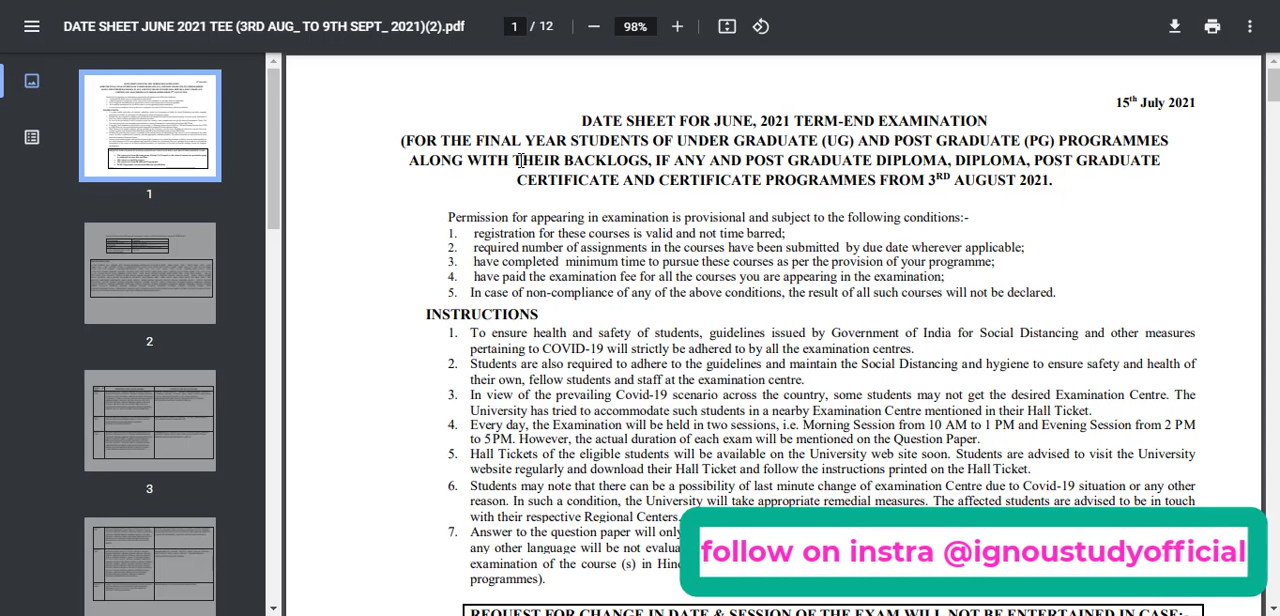 DATE SHEET JUNE 2021 TEE (3RD AUG_ TO 9TH SEPT_ 2021)(2).pdf
1 / 12
98%
1
2
3
15th July 2021
DATE SHEET FOR JUNE, 2021 TERM-END EXAMINATION
(FOR THE FINAL YEAR STUDENTS OF UNDER GRADUATE (UG) AND POST GRADUATE (PG) PROGRAMMES
ALONG WITH THEIR BACKLOGS, IF ANY AND POST GRADUATE DIPLOMA, DIPLOMA, POST GRADUATE
CERTIFICATE AND CERTIFICATE PROGRAMMES FROM 3RD AUGUST 2021.
Permission for appearing in examination is provisional and subject to the following conditions:-
1. registration for these courses is valid and not time barred;
2. required number of assignments in the courses have been submitted by due date wherever applicable;
3. have completed minimum time to pursue these courses as per the provision of your programme;
4. have paid the examination fee for all the courses you are appearing in the examination;
5. In case of non-compliance of any of the above conditions, the result of all such courses will not be declared.
INSTRUCTIONS
1. To ensure health and safety of students, guidelines issued by Government of India for Social Distancing and other measures
pertaining to COVID-19 will strictly be adhered to by all the examination centres.
2. Students are also required to adhere to the guidelines and maintain the Social Distancing and hygiene to ensure safety and health of
their own, fellow students and staff at the examination centre.
3. In view of the prevailing Covid-19 scenario across the country, some students may not get the desired Examination Centre. The
University has tried to accommodate such students in a nearby Examination Centre mentioned in their Hall Ticket.
4. Every day, the Examination will be held in two sessions, i.e. Morning Session from 10 AM to 1 PM and Evening Session from 2 PM
to 5 PM. However, the actual duration of each exam will be mentioned on the Question Paper.
5. Hall Tickets of the eligible students will be available on the University web site soon. Students are advised to visit the University
website regularly and download their Hall Ticket and follow the instructions printed on the Hall Ticket.
6. Students may note that there can be a possibility of last minute change of examination Centre due to Covid-19 situation or any other
reason. In such a condition, the University will take appropriate remedial measures. The affected students are advised to be in touch
with their respective Regional Centers.
7. Answer to the question paper will only
any other language will be not evalua
examination of the course (s) in Hin
programmes).
follow on instra @ignoustudyofficial
REQUEST FOR CHANGE IN DATE & SESSION OF THE EXAM WILL NOT BE ENTERTAINED IN CASE:-